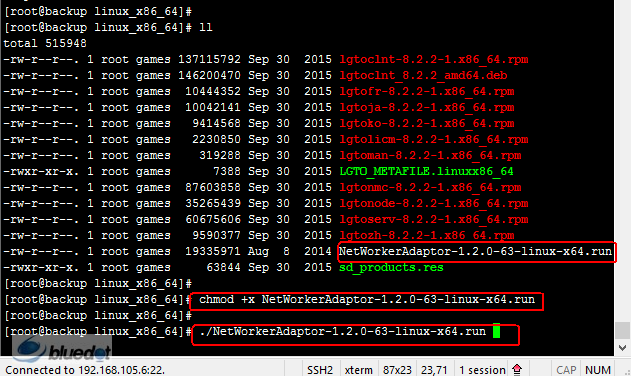 [root@backup linux_x86_64]#
[root@backup linux_x86_64]# ll
total 515948
-rw-r--r--. 1 root games 137115792 Sep 30  2015 lgtoclnt-8.2.2-1.x86_64.rpm
-rw-r--r--. 1 root games 146200470 Sep 30  2015 lgtoclnt_8.2.2_amd64.deb
-rw-r--r--. 1 root games  10444352 Sep 30  2015 lgtofr-8.2.2-1.x86_64.rpm
-rw-r--r--. 1 root games  10042141 Sep 30  2015 lgtoja-8.2.2-1.x86_64.rpm
-rw-r--r--. 1 root games   9414568 Sep 30  2015 lgtoko-8.2.2-1.x86_64.rpm
-rw-r--r--. 1 root games   2230850 Sep 30  2015 lgtolicm-8.2.2-1.x86_64.rpm
-rw-r--r--. 1 root games    319288 Sep 30  2015 lgtoman-8.2.2-1.x86_64.rpm
-rwxr-xr-x. 1 root games      7388 Sep 30  2015 LGTO_METAFILE.linuxx86_64
-rw-r--r--. 1 root games  87603858 Sep 30  2015 lgtonmc-8.2.2-1.x86_64.rpm
-rw-r--r--. 1 root games  35265439 Sep 30  2015 lgtonode-8.2.2-1.x86_64.rpm
-rw-r--r--. 1 root games  60675606 Sep 30  2015 lgtoserv-8.2.2-1.x86_64.rpm
-rw-r--r--. 1 root games   9590377 Sep 30  2015 lgtozh-8.2.2-1.x86_64.rpm
-rw-r--r--. 1 root games  19335971 Aug  8  2014 NetWorkerAdaptor-1.2.0-63-linux-x64.run
-rwxr-xr-x. 1 root games     63844 Sep 30  2015 sd_products.res
[root@backup linux_x86_64]#
[root@backup linux_x86_64]# chmod +x NetWorkerAdaptor-1.2.0-63-linux-x64.run
[root@backup linux_x86_64]#
[root@backup linux_x86_64]# ./NetWorkerAdaptor-1.2.0-63-linux-x64.run
bluedot
Connected to 192.168.105.6:22. SSH2 xterm 87x23 23,71 1 session CAP NUM